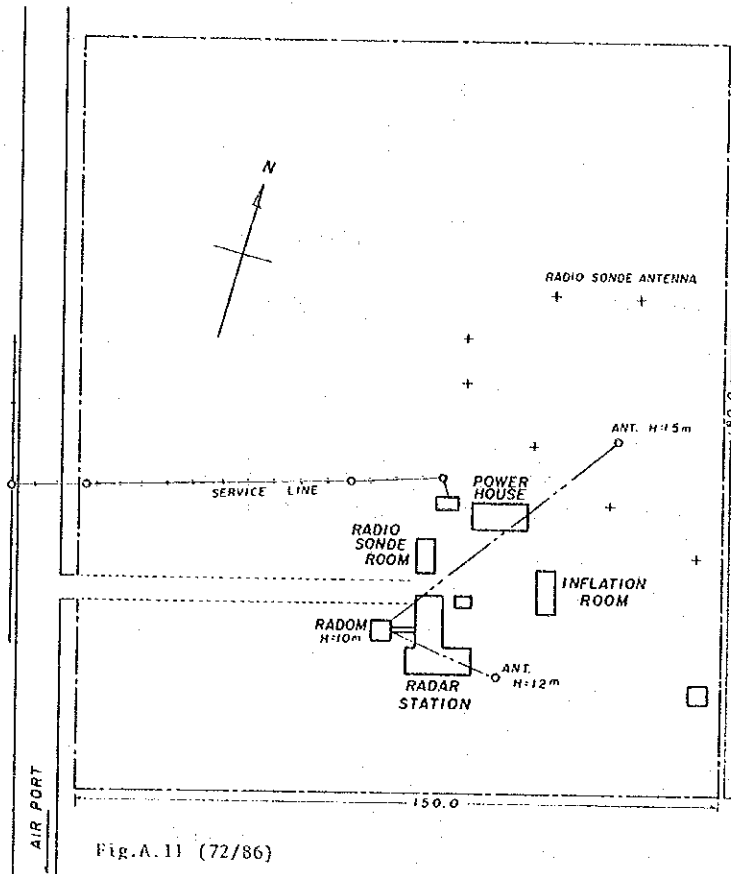 N
RADIO SONDE ANTENNA
ANT. H=15m
POWER
HOUSE
SERVICE LINE
RADIO
SONDE
ROOM
INFLATION
ROOM
RADOM
H=10m
ANT.
H=12m
RADAR
STATION
150.0
AIR PORT
Fig.A.11 (72/86)